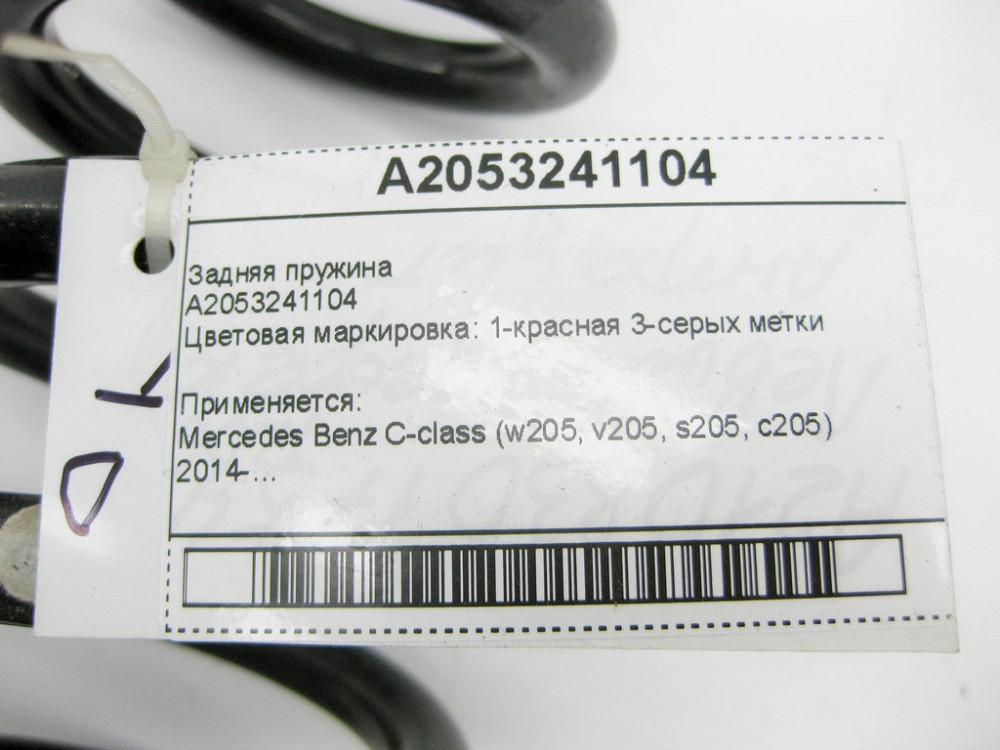 A2053241104
Задняя пружина
A2053241104
Цветовая маркировка: 1-красная 3-серых метки
Применяется:
Mercedes Benz C-class (w205, v205, s205, c205)
2014-...